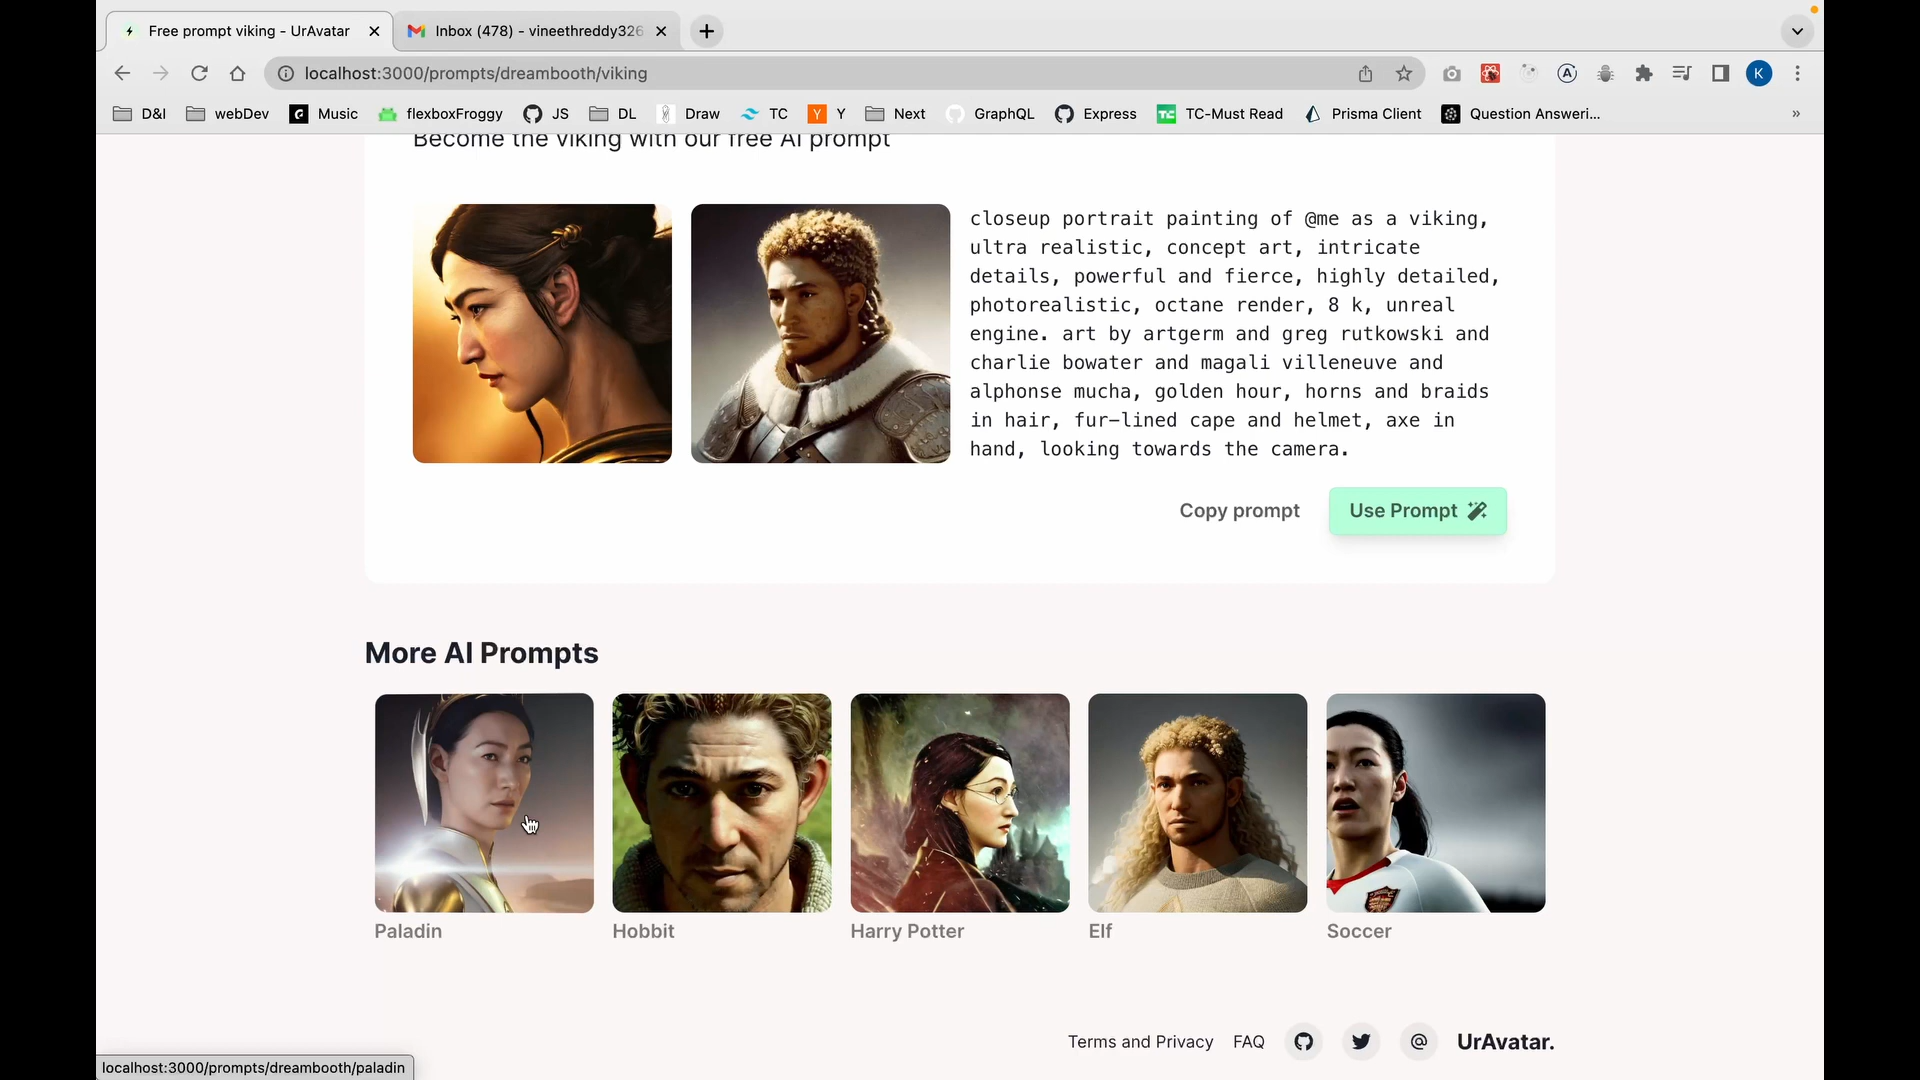 Free prompt viking - UrAvatar
Inbox (478) - vineethreddy326
localhost:3000/prompts/dreambooth/viking
K
D&I
webDev
Music
flexboxFroggy
JS
DL
Draw
TC
Y
Y
Next
GraphQL
Express
TC
TC-Must Read
Prisma Client
Question Answeri...
»
Become the viking with our free AI prompt
closeup portrait painting of @me as a viking,
ultra realistic, concept art, intricate
details, powerful and fierce, highly detailed,
photorealistic, octane render, 8 k, unreal
engine. art by artgerm and greg rutkowski and
charlie bowater and magali villeneuve and
alphonse mucha, golden hour, horns and braids
in hair, fur-lined cape and helmet, axe in
hand, looking towards the camera.
Copy prompt
Use Prompt
More AI Prompts
Paladin
Hobbit
Harry Potter
Elf
Soccer
Terms and Privacy
FAQ
@
UrAvatar.
localhost:3000/prompts/dreambooth/paladin